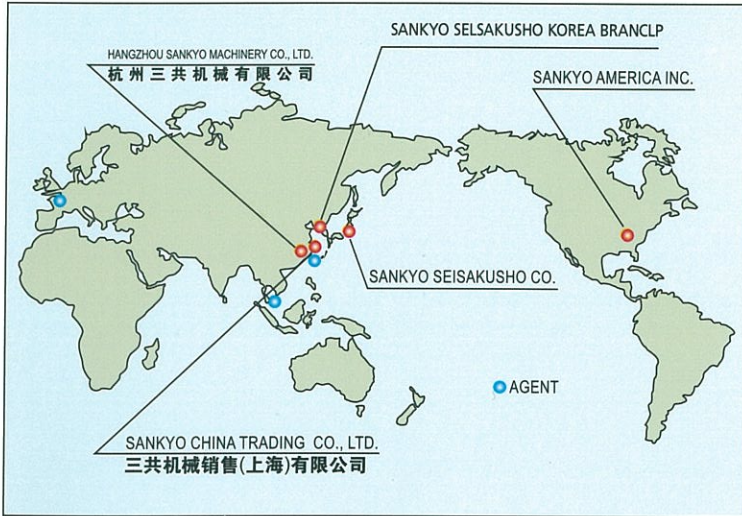 SANKYO SELSAKUSHO KOREA BRANCLP
HANGZHOU SANKYO MACHINERY CO., LTD.
杭州三共机械有限公司
SANKYO AMERICA INC.
SANKYO SEISAKUSHO CO.
AGENT
SANKYO CHINA TRADING CO., LTD.
三共机械销售(上海)有限公司